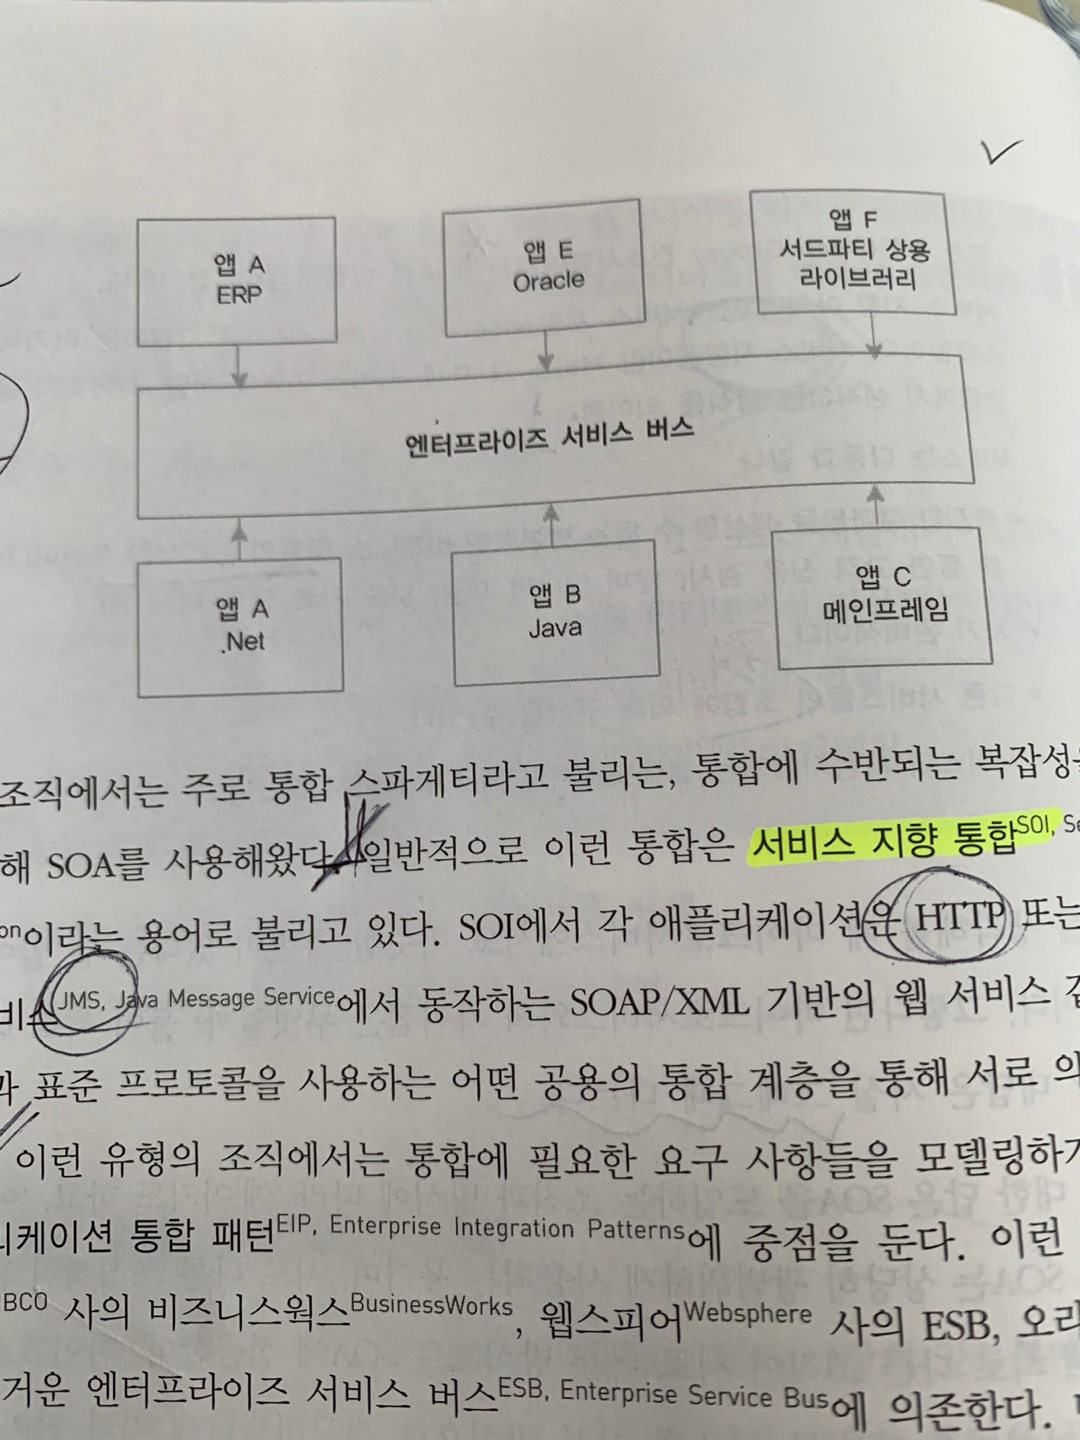 앱 A
ERP
앱 E
Oracle
앱 F
서드파티 상용
라이브러리
엔터프라이즈 서비스 버스
앱 A
.Net
앱 B
Java
앱 C
메인프레임
조직에서는 주로 통합 스파게티라고 불리는, 통합에 수반되는 복잡성을
해 SOA를 사용해왔다. 일반적으로 이런 통합은 서비스 지향 통합SOI, Se
on이라는 용어로 불리고 있다. SOI에서 각 애플리케이션은 HTTP 또는
비스JMS, Java Message Service에서 동작하는 SOAP/XML 기반의 웹 서비스 같
과 표준 프로토콜을 사용하는 어떤 공용의 통합 계층을 통해 서로 의
이런 유형의 조직에서는 통합에 필요한 요구 사항들을 모델링하기
리케이션 통합 패턴EIP, Enterprise Integration Patterns에 중점을 둔다. 이런
IBCO 사의 비즈니스웍스BusinessWorks, 웹스피어Websphere 사의 ESB, 오라
거운 엔터프라이즈 서비스 버스ESB, Enterprise Service Bus에 의존한다.